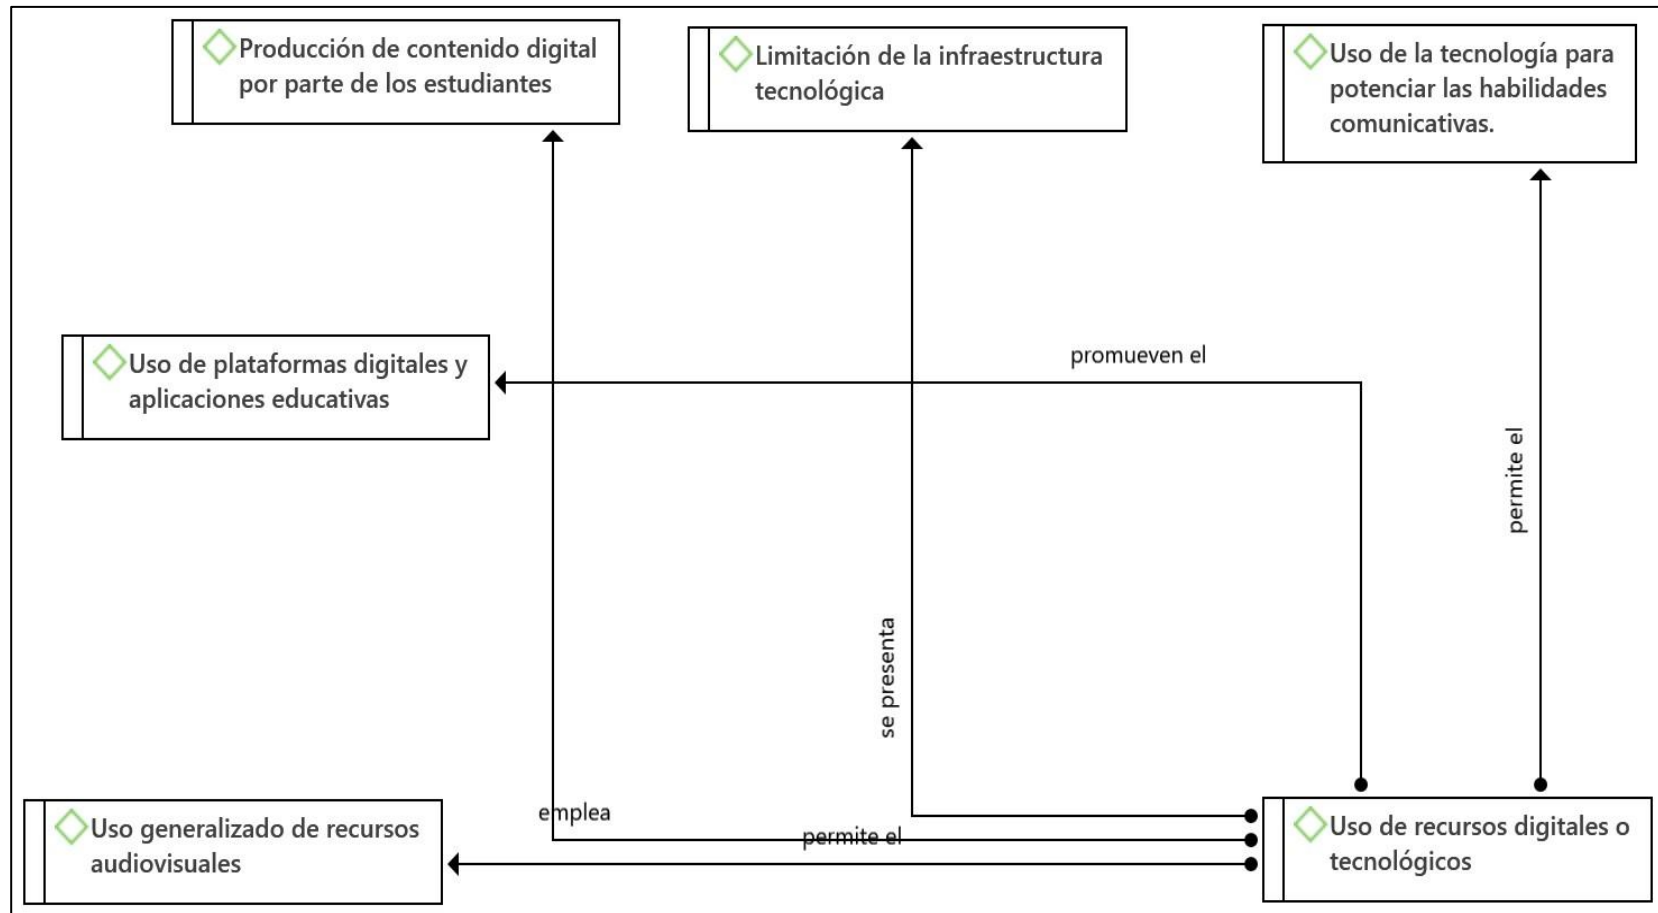 Producción de contenido digital
por parte de los estudiantes
Limitación de la infraestructura
tecnológica
Uso de la tecnología para
potenciar las habilidades
comunicativas.
Uso de plataformas digitales y
aplicaciones educativas
promueven el
permite el
se presenta
emplea
permite el
Uso generalizado de recursos
audiovisuales
Uso de recursos digitales o
tecnológicos